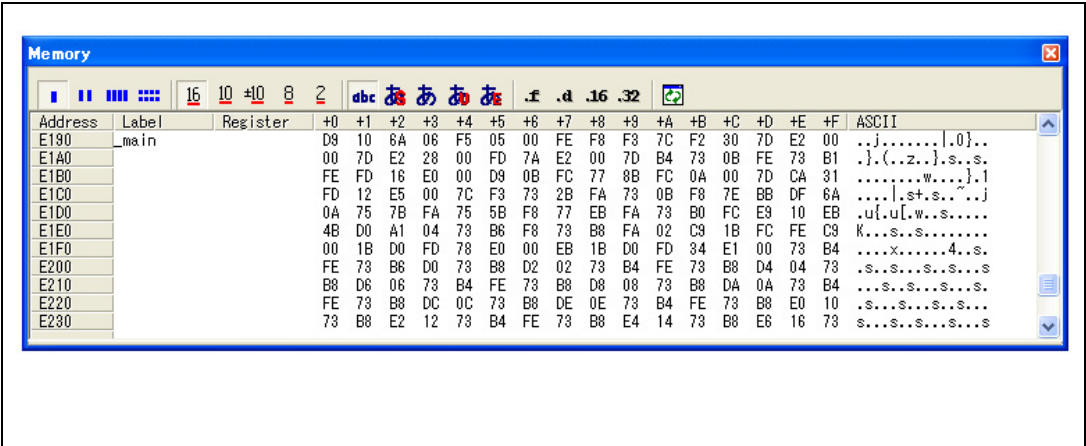 Memory
16 10 ±10 8 2 abc あS あ あD あE .f .d .16 .32
Address Label Register +0 +1 +2 +3 +4 +5 +6 +7 +8 +9 +A +B +C +D +E +F ASCII
E190 _main D9 10 6A 06 F5 05 00 FE F8 F3 7C F2 30 7D E2 00 ..j.......|.0}..
E1A0 00 7D E2 28 00 FD 7A E2 00 7D B4 73 0B FE 73 B1 .}.(..z..}.s..s.
E1B0 FE FD 16 E0 00 D9 0B FC 77 8B FC 0A 00 7D CA 31 ........w....}.1
E1C0 FD 12 E5 00 7C F3 73 2B FA 73 0B F8 7E BB DF 6A ....|.s+.s..~..j
E1D0 0A 75 7B FA 75 5B F8 77 EB FA 73 B0 FC E9 10 EB .u{.u[.w..s.....
E1E0 4B D0 A1 04 73 B6 F8 73 B8 FA 02 C9 1B FC FE C9 K...s..s........
E1F0 00 1B D0 FD 78 E0 00 EB 1B D0 FD 34 E1 00 73 B4 ....x......4..s.
E200 FE 73 B6 D0 73 B8 D2 02 73 B4 FE 73 B8 D4 04 73 .s..s...s..s...s
E210 B8 D6 06 73 B4 FE 73 B8 D8 08 73 B8 DA 0A 73 B4 ...s..s...s...s.
E220 FE 73 B8 DC 0C 73 B8 DE 0E 73 B4 FE 73 B8 E0 10 .s...s...s..s...
E230 73 B8 E2 12 73 B4 FE 73 B8 E4 14 73 B8 E6 16 73 s...s..s...s...s